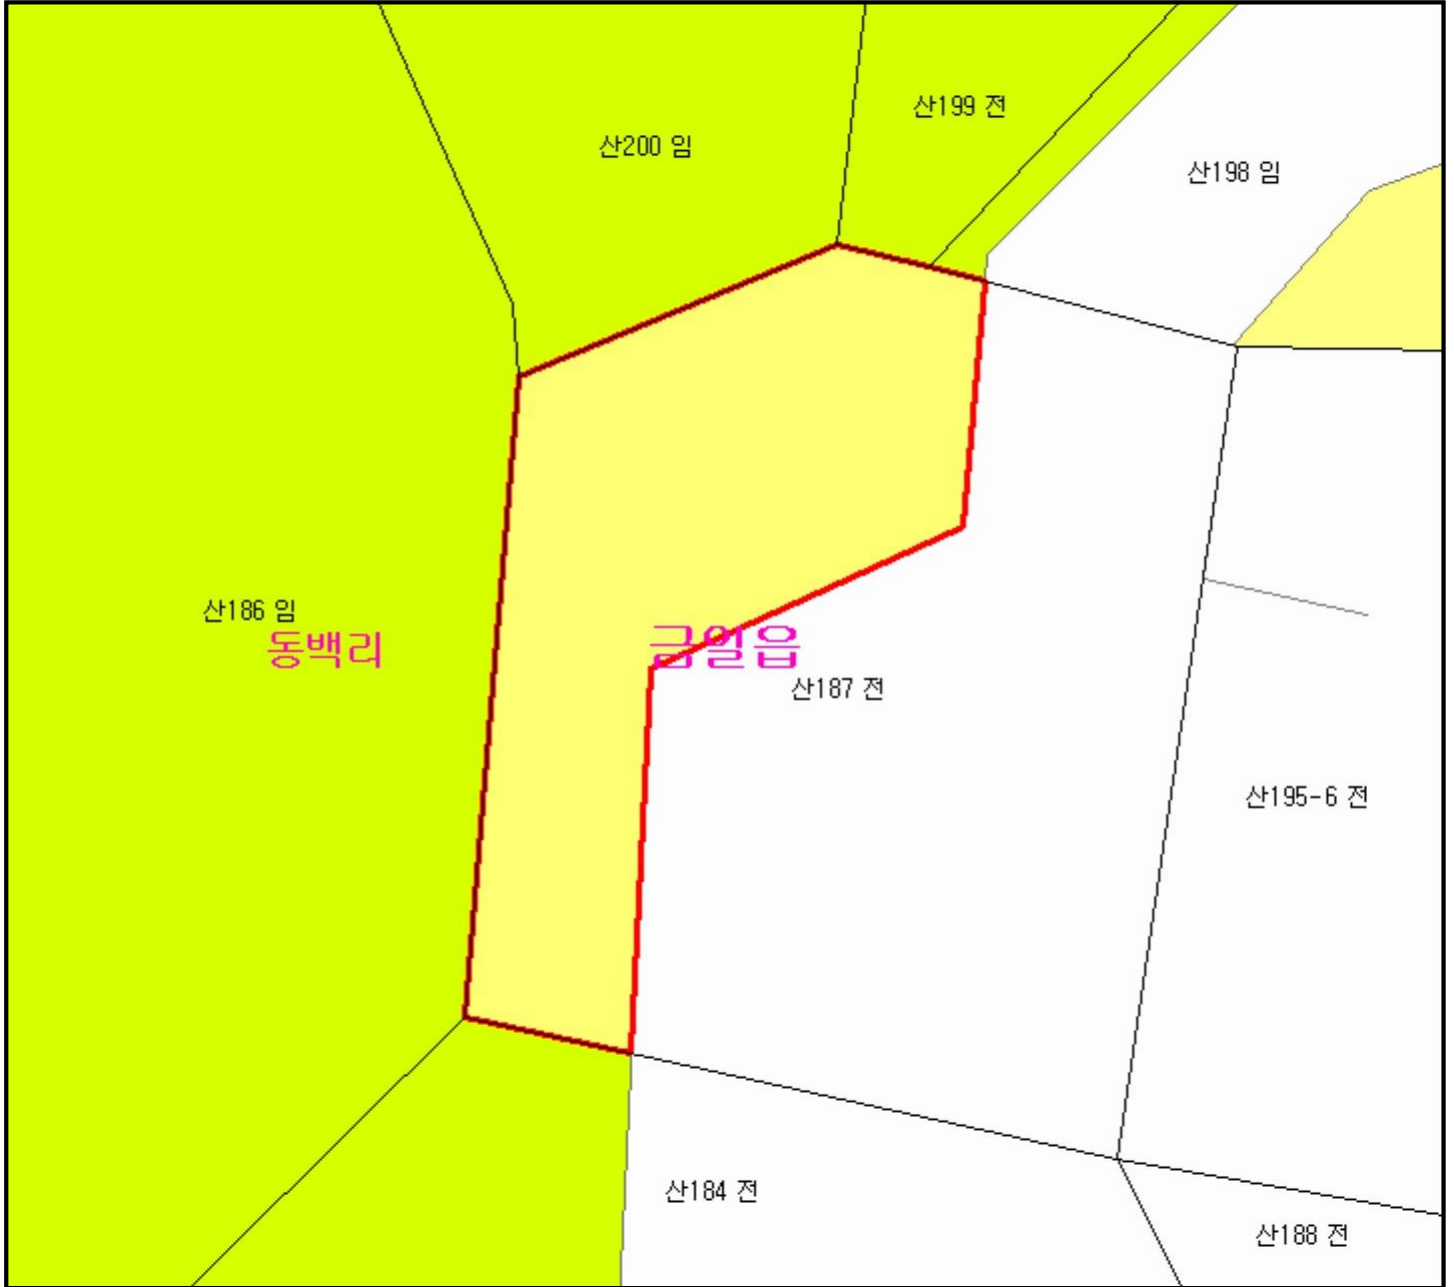 산199 전
산200 임
산198 임
산186 임
동백리
금일읍
산187 전
산195-6 전
산184 전
산188 전